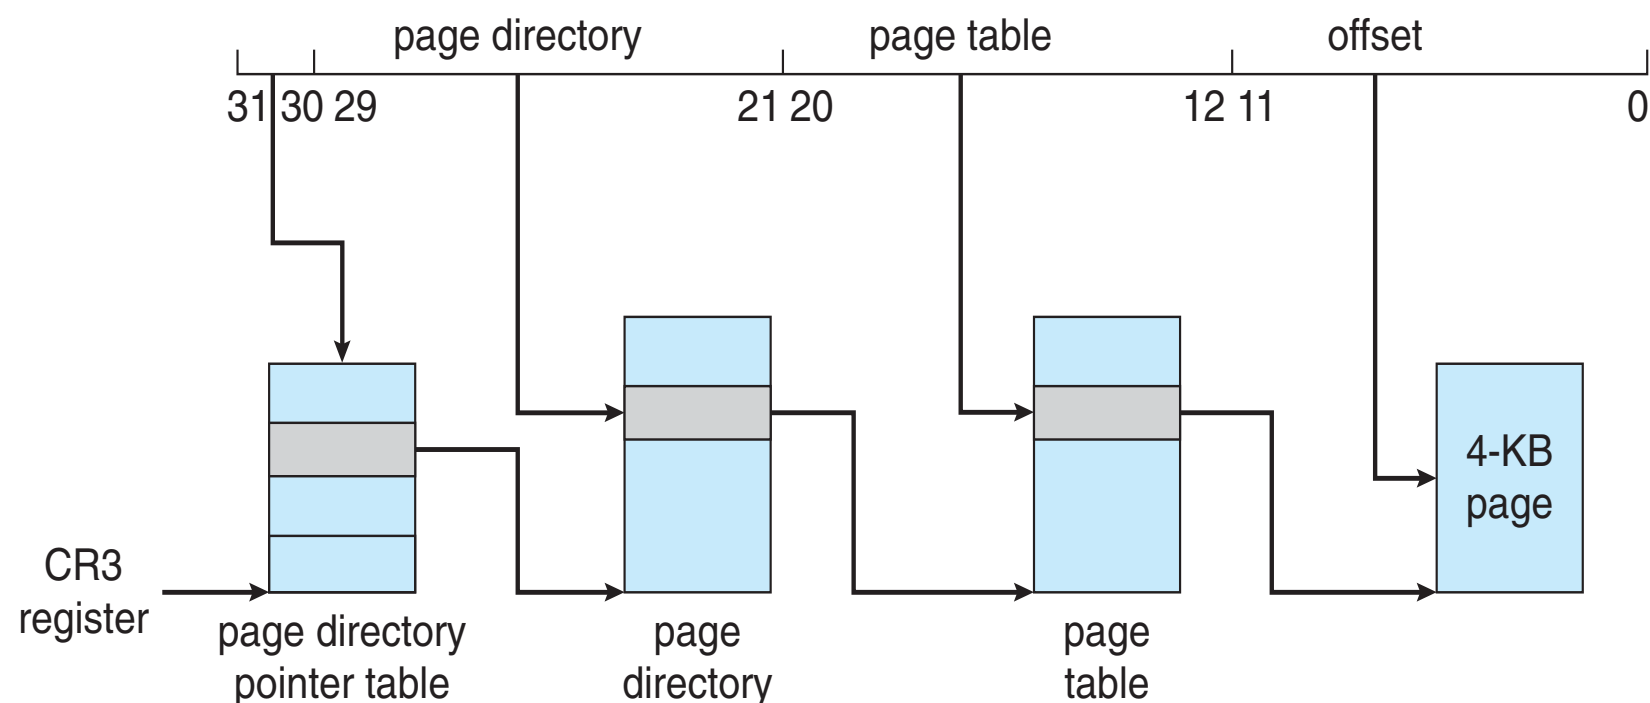 page directory page table offset
31 30 29 21 20 12 11 0
4-KB
page
CR3
register
page directory
pointer table
page
directory
page
table